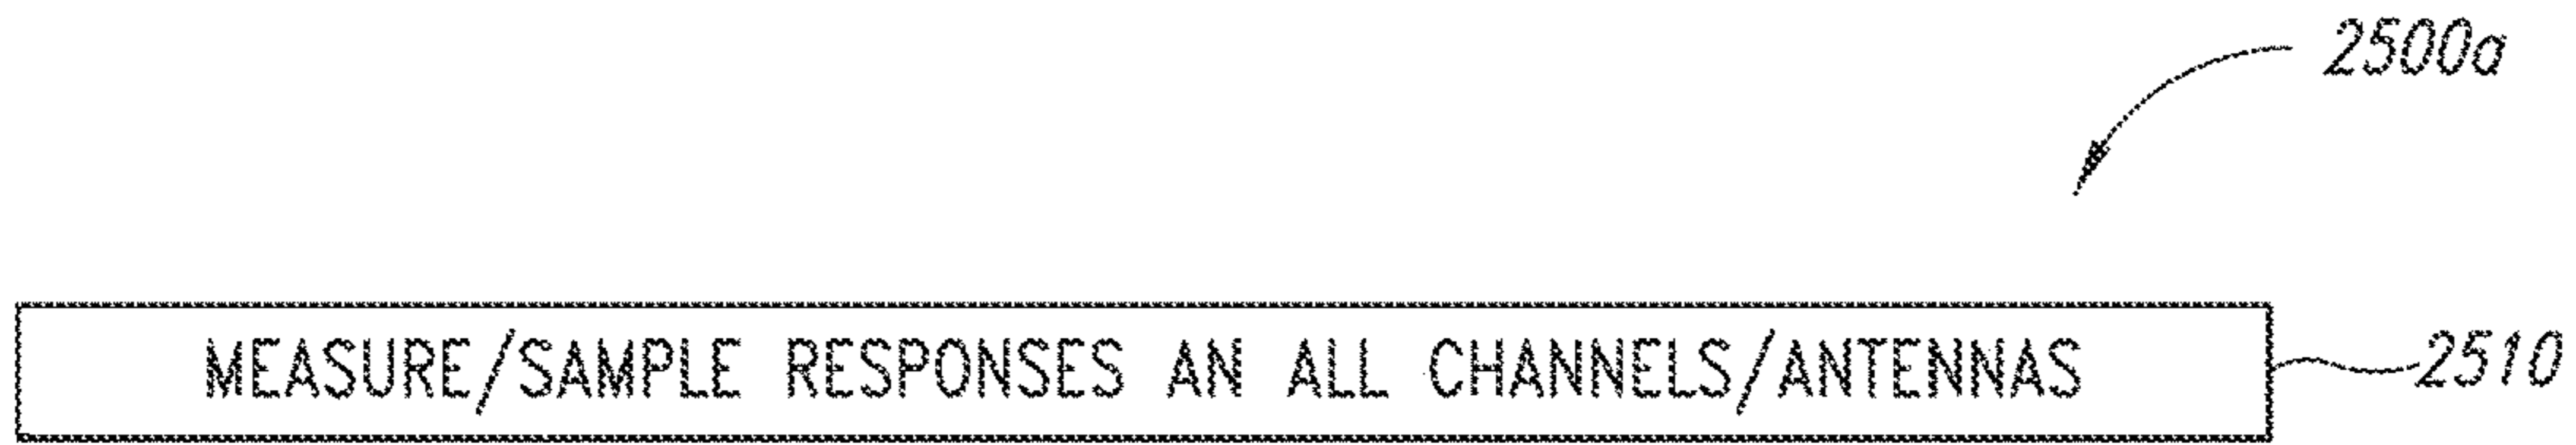 2500a
MEASURE/SAMPLE RESPONSES AN ALL CHANNELS/ANTENNAS
2510